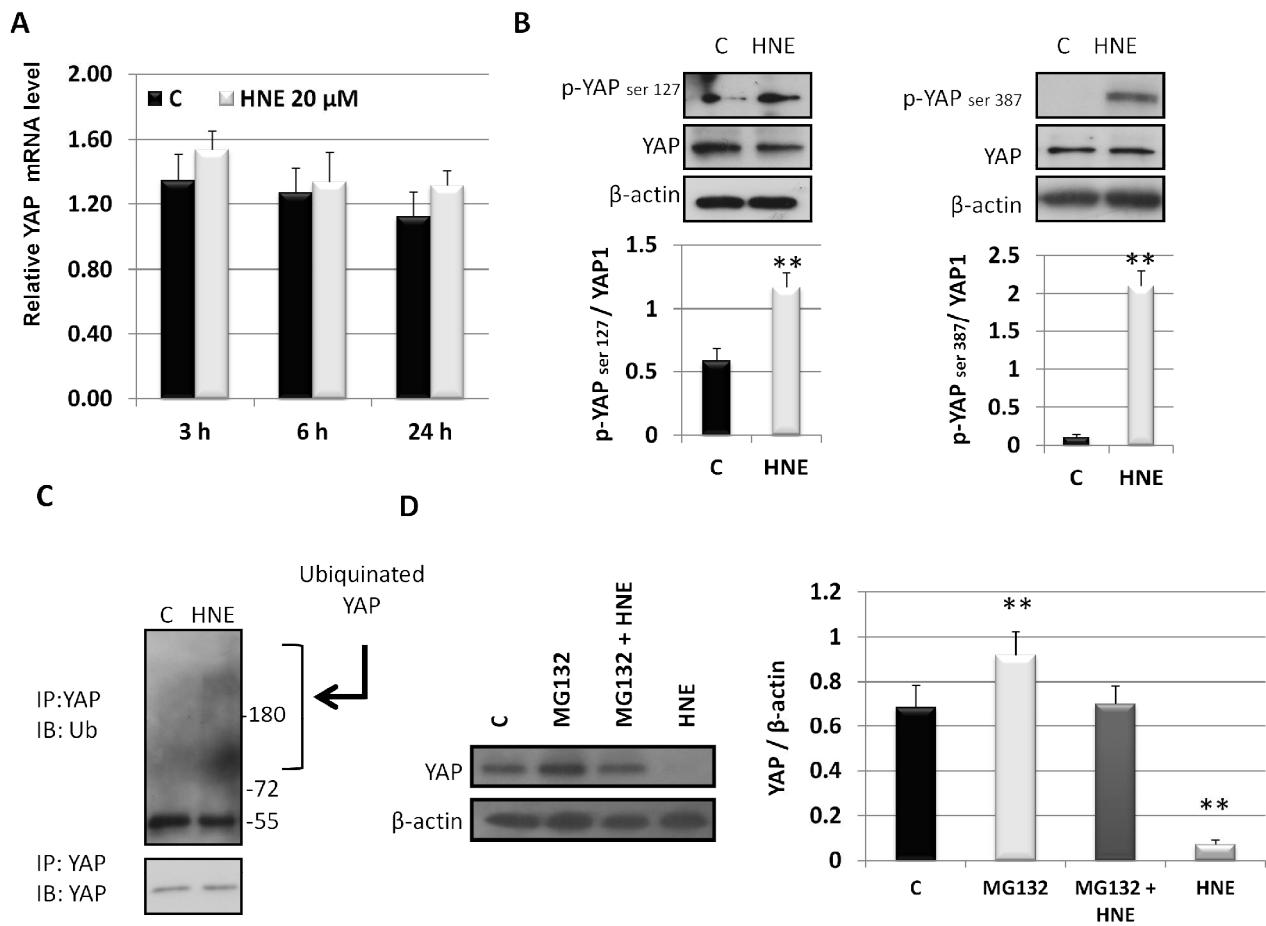 A
2.00
1.60
1.20
0.80
0.40
0.00
Relative YAP mRNA level
C
HNE 20 µM
3 h
6 h
24 h
B
C HNE
p-YAP ser 127
YAP
β-actin
1.5
1
0.5
0
p-YAP ser 127 / YAP1
**
C
HNE
C HNE
p-YAP ser 387
YAP
β-actin
2.5
2
1.5
1
0.5
0
p-YAP ser 387/ YAP1
**
C
HNE
C
Ubiquinated
YAP
C HNE
IP:YAP
IB: Ub
-180
-72
-55
IP: YAP
IB: YAP
D
C
MG132
MG132 + HNE
HNE
YAP
β-actin
1.2
1
0.8
0.6
0.4
0.2
0
YAP / β-actin
**
**
C
MG132
MG132 +
HNE
HNE